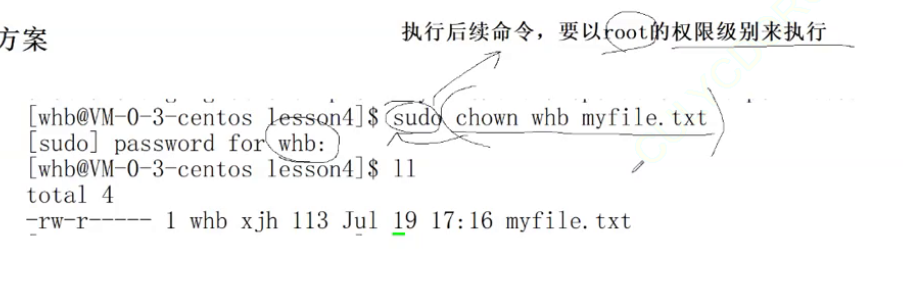 方案
执行后续命令，要以root的权限级别来执行
[whb@VM-0-3-centos lesson4]$ sudo chown whb myfile.txt
[sudo] password for whb:
[whb@VM-0-3-centos lesson4]$ ll
total 4
-rw-r----- 1 whb xjh 113 Jul 19 17:16 myfile.txt